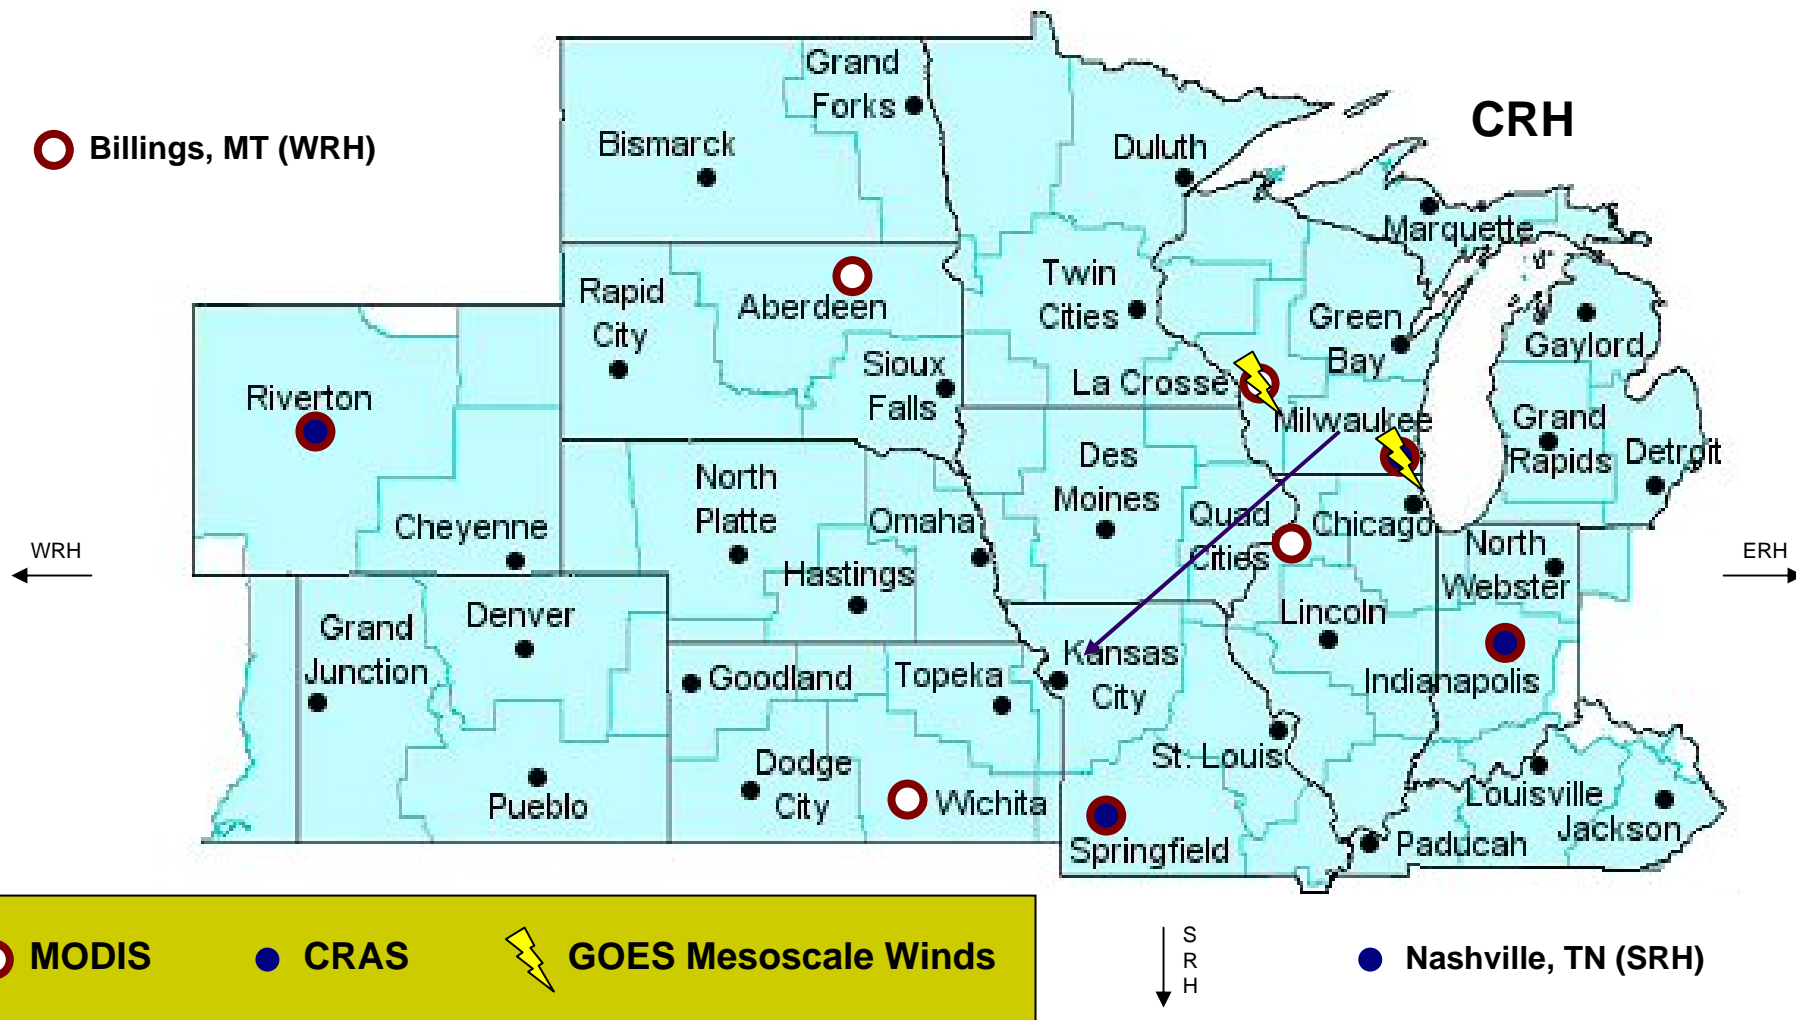 CRH
Billings, MT (WRH)
Grand
Forks
Bismarck
Duluth
Marquette
Rapid
City
Aberdeen
Twin
Cities
Green
Bay
Gaylord
Sioux
Falls
La Crosse
Riverton
Milwaukee
Grand
Rapids
Detroit
North
Platte
Omaha
Des
Moines
Quad
Cities
Chicago
North
Webster
Cheyenne
Hastings
WRH
ERH
Grand
Junction
Denver
Lincoln
Goodland
Topeka
Kansas
City
Indianapolis
Pueblo
Dodge
City
Wichita
St. Louis
Springfield
Louisville
Jackson
Paducah
MODIS
CRAS
GOES Mesoscale Winds
S
R
H
Nashville, TN (SRH)